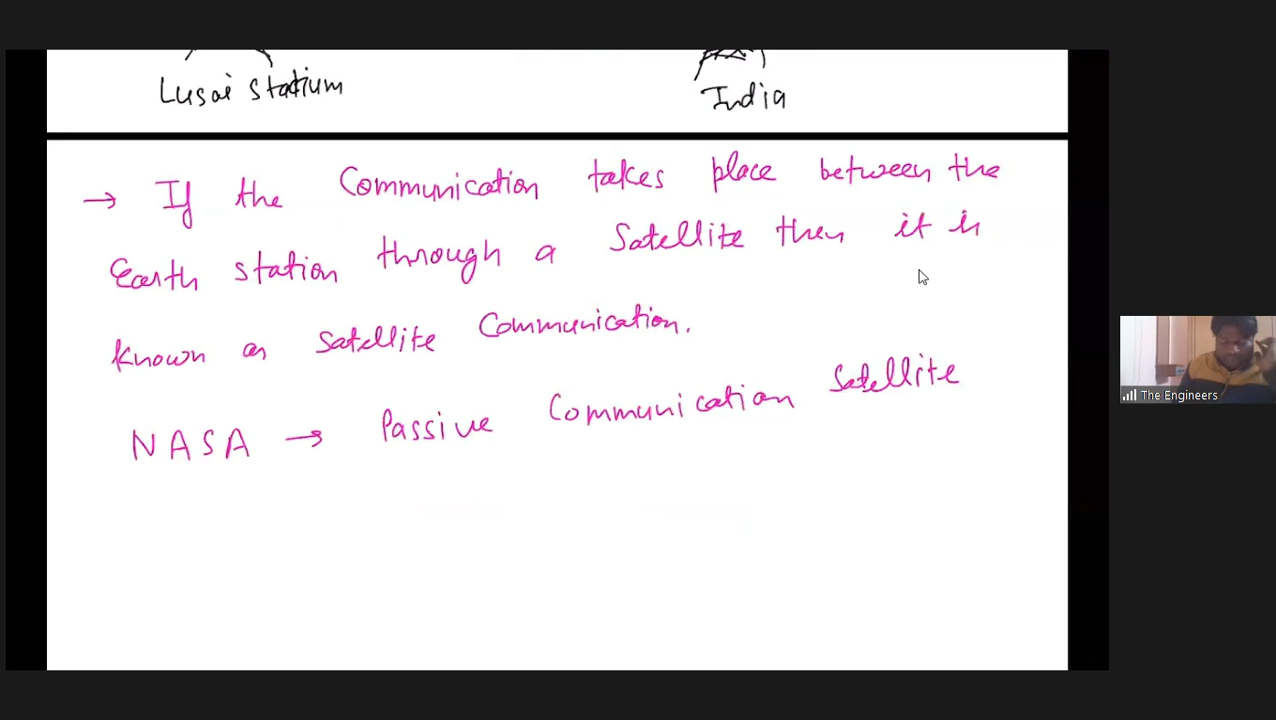 Lusai Statium
India
→ If the Communication takes place between the
Earth station through a Satellite then it is
known as Satellite Communication.
NASA → Passive Communication Satellite
The Engineers